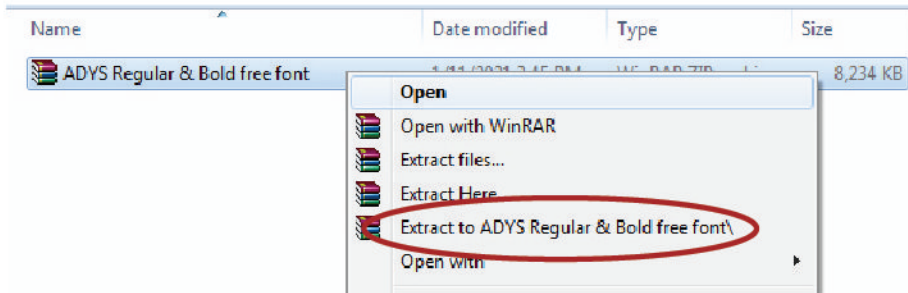 Name Date modified Type Size
ADYS Regular & Bold free font 8,234 KB
Open
Open with WinRAR
Extract files...
Extract Here
Extract to ADYS Regular & Bold free font\
Open with